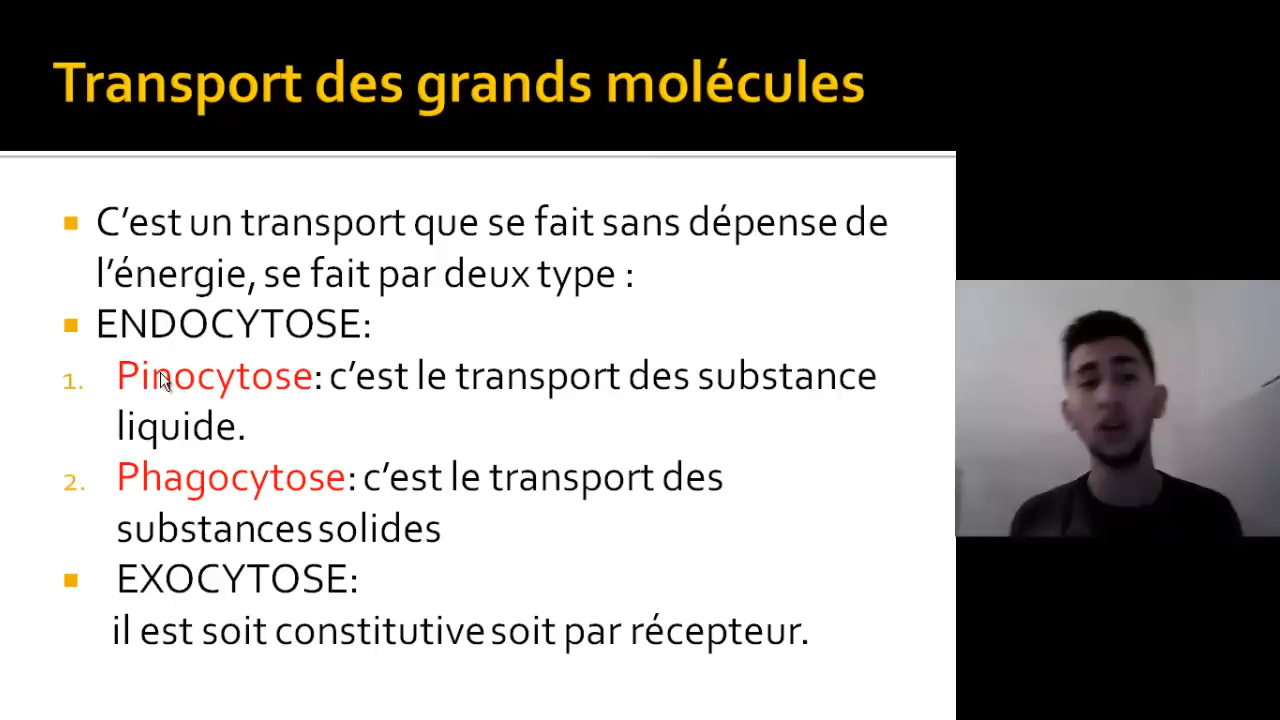 Transport des grands molécules
C’est un transport que se fait sans dépense de
l’énergie, se fait par deux type :
ENDOCYTOSE:
1. Pinocytose: c’est le transport des substance
liquide.
2. Phagocytose: c’est le transport des
substances solides
EXOCYTOSE:
il est soit constitutive soit par récepteur.